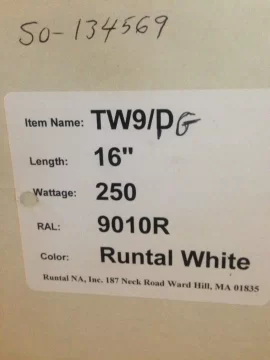 SO-134569
Item Name: TW9/PG
Length: 16"
Wattage: 250
RAL: 9010R
Color: Runtal White
Runtal NA, Inc. 187 Neck Road Ward Hill, MA 01835